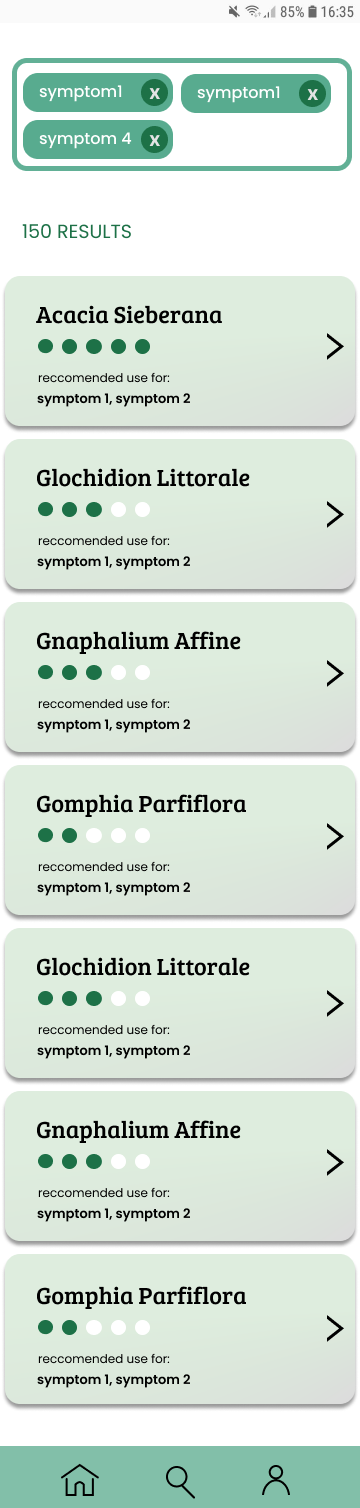 85% 16:35
symptom1 x symptom1 x
symptom 4 x
150 RESULTS
Acacia Sieberana
reccomended use for:
symptom 1, symptom 2
Glochidion Littorale
reccomended use for:
symptom 1, symptom 2
Gnaphalium Affine
reccomended use for:
symptom 1, symptom 2
Gomphia Parfiflora
reccomended use for:
symptom 1, symptom 2
Glochidion Littorale
reccomended use for:
symptom 1, symptom 2
Gnaphalium Affine
reccomended use for:
symptom 1, symptom 2
Gomphia Parfiflora
reccomended use for:
symptom 1, symptom 2